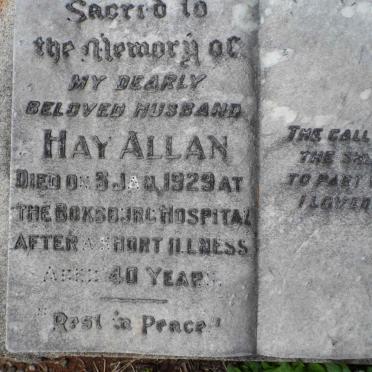 Sacred to
the Memory of
MY DEARLY
BELOVED HUSBAND
HAY ALLAN
DIED ON 3 JAN, 1929 AT
THE BOKSBURG HOSPITAL
AFTER A SHORT ILLNESS
AGED 40 YEARS.
"Rest in Peace"
THE CALL
THE
TO PART
I LOVED